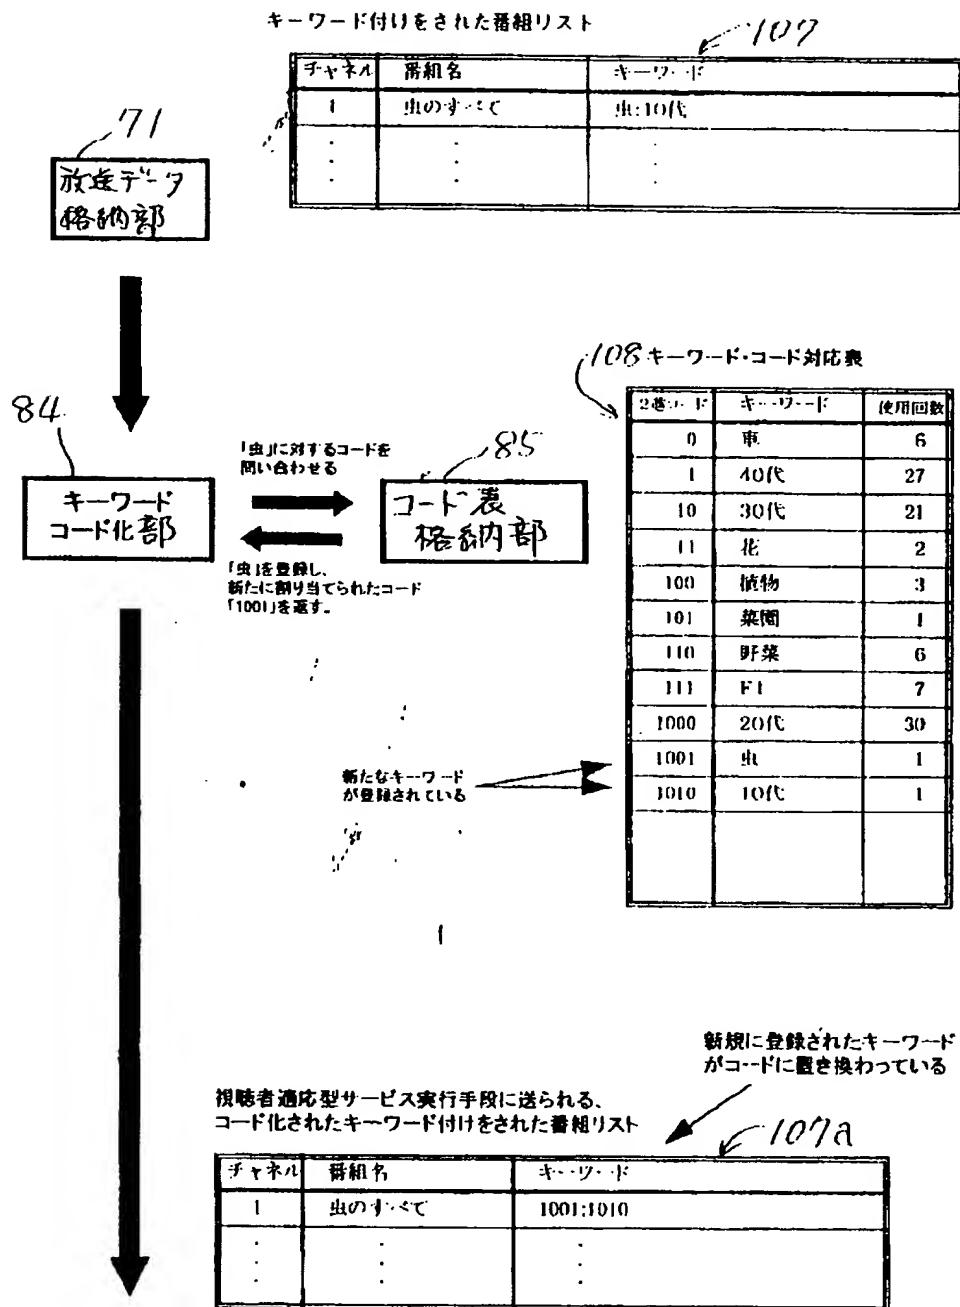 キーワード付けをされた番組リスト
107
チャネル 番組名 キーワード
1 虫のすべて 虫:10代
71
放送データ
格納部
108 キーワード・コード対応表
2進コード キーワード 使用回数
0 車 6
1 40代 27
10 30代 21
11 花 2
100 植物 3
101 菜園 1
110 野菜 6
111 F1 7
1000 20代 30
1001 虫 1
1010 10代 1
84
キーワード
コード化部
「虫」に対するコードを
問い合わせる
85
コード表
格納部
「虫」を登録し、
新たに割り当てられたコード
「1001」を返す。
新たなキーワード
が登録されている
新規に登録されたキーワード
がコードに置き換わっている
視聴者適応型サービス実行手段に送られる、
コード化されたキーワード付けをされた番組リスト
107a
チャネル 番組名 キーワード
1 虫のすべて 1001:1010